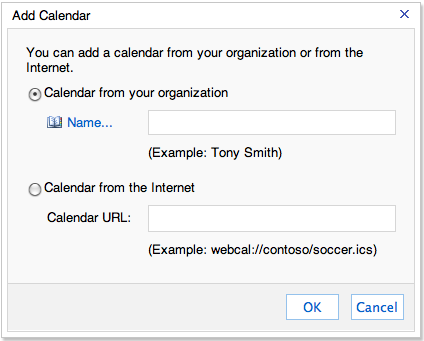 Add Calendar
You can add a calendar from your organization or from the
Internet.
Calendar from your organization
Name...
(Example: Tony Smith)
Calendar from the Internet
Calendar URL:
(Example: webcal://contoso/soccer.ics)
OK Cancel